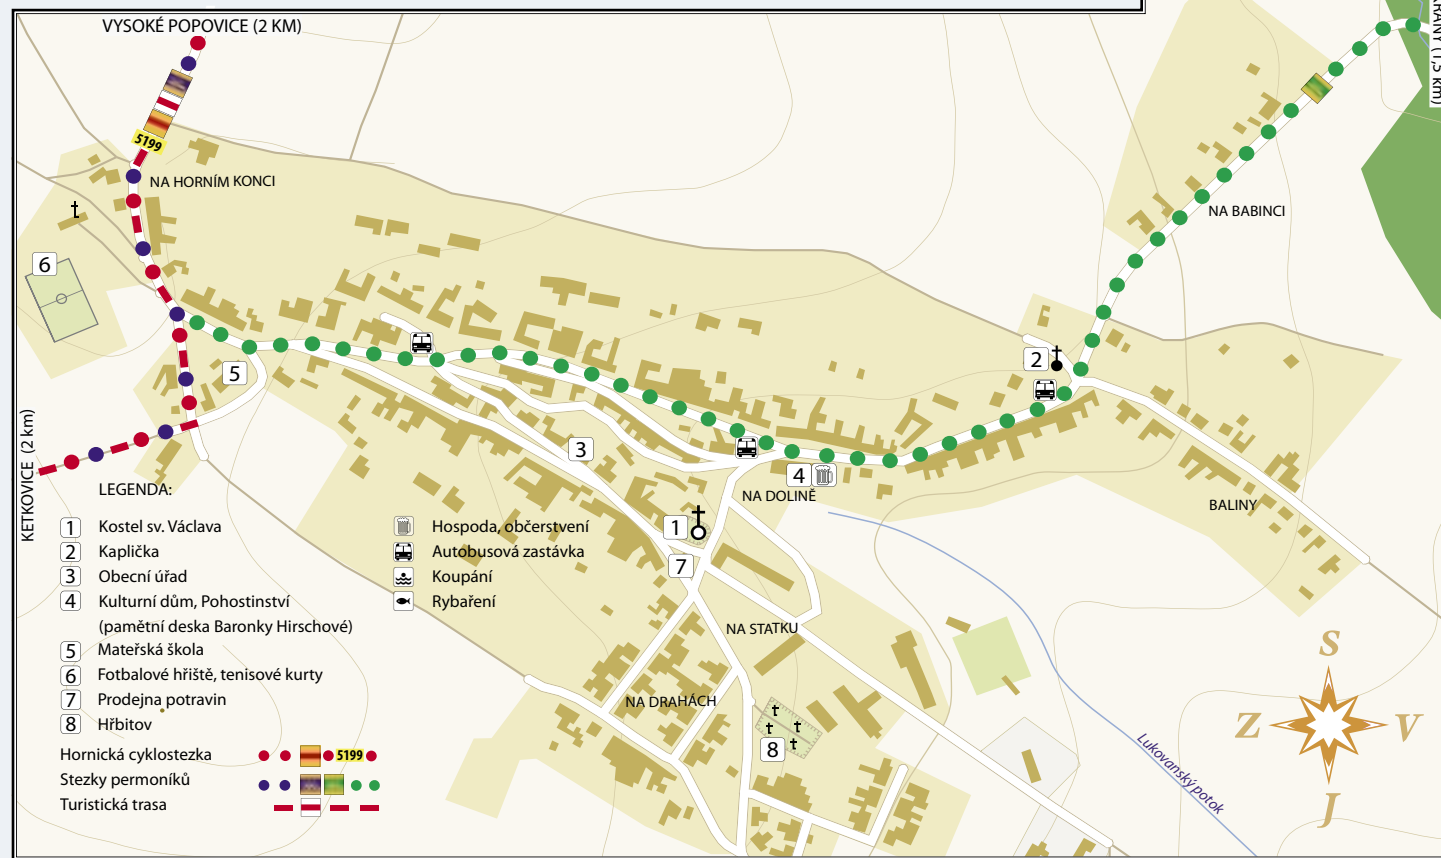 VYSOKÉ POPOVICE (2 KM)
(1,5 km)
5199
NA HORNÍM KONCI
NA BABINCI
6
2
5
KETKOVICE (2 km)
3
4
NA DOLINĚ
BALINY
1
7
NA STATKU
NA DRAHÁCH
8
Lukovanský potok
LEGENDA:
1 Kostel sv. Václava
2 Kaplička
3 Obecní úřad
4 Kulturní dům, Pohostinství
(pamětní deska Baronky Hirschové)
5 Mateřská škola
6 Fotbalové hřiště, tenisové kurty
7 Prodejna potravin
8 Hřbitov
Hospoda, občerstvení
Autobusová zastávka
Koupání
Rybaření
Hornická cyklostezka 5199
Stezky permoníků
Turistická trasa
S
Z V
J